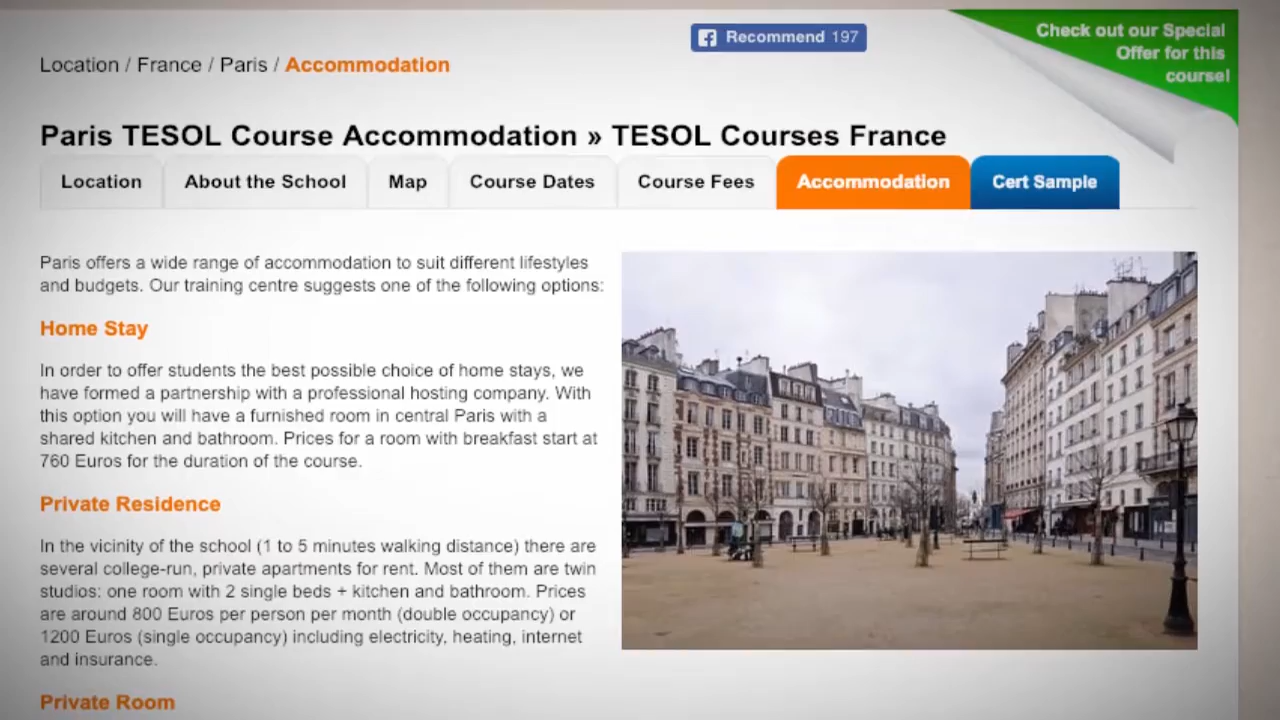 Recommend 197
Check out our Special
Offer for this
course!
Location / France / Paris / Accommodation
Paris TESOL Course Accommodation » TESOL Courses France
Location
About the School
Map
Course Dates
Course Fees
Accommodation
Cert Sample
Paris offers a wide range of accommodation to suit different lifestyles
and budgets. Our training centre suggests one of the following options:
Home Stay
In order to offer students the best possible choice of home stays, we
have formed a partnership with a professional hosting company. With
this option you will have a furnished room in central Paris with a
shared kitchen and bathroom. Prices for a room with breakfast start at
760 Euros for the duration of the course.
Private Residence
In the vicinity of the school (1 to 5 minutes walking distance) there are
several college-run, private apartments for rent. Most of them are twin
studios: one room with 2 single beds + kitchen and bathroom. Prices
are around 800 Euros per person per month (double occupancy) or
1200 Euros (single occupancy) including electricity, heating, internet
and insurance.
Private Room